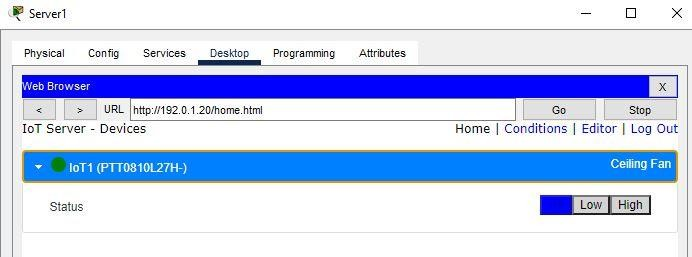 Server1
Physical Config Services Desktop Programming Attributes
Web Browser X
< > URL http://192.0.1.20/home.html Go Stop
IoT Server - Devices Home | Conditions | Editor | Log Out
IoT1 (PTT0810L27H-) Ceiling Fan
Status Low High